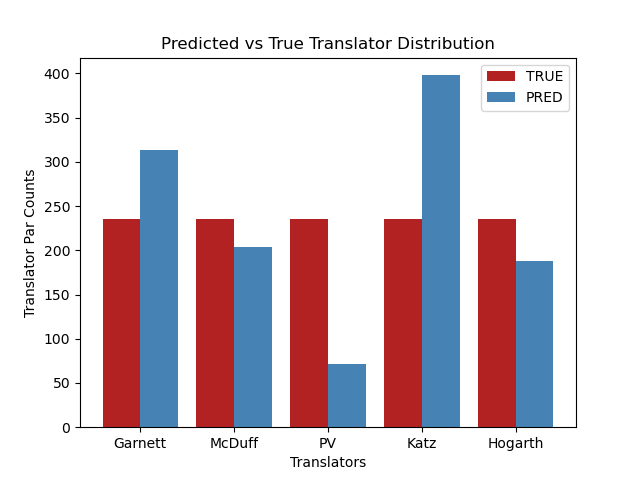 Predicted vs True Translator Distribution
TRUE
PRED
Translator Par Counts
400
350
300
250
200
150
100
50
0
Garnett McDuff PV Katz Hogarth
Translators